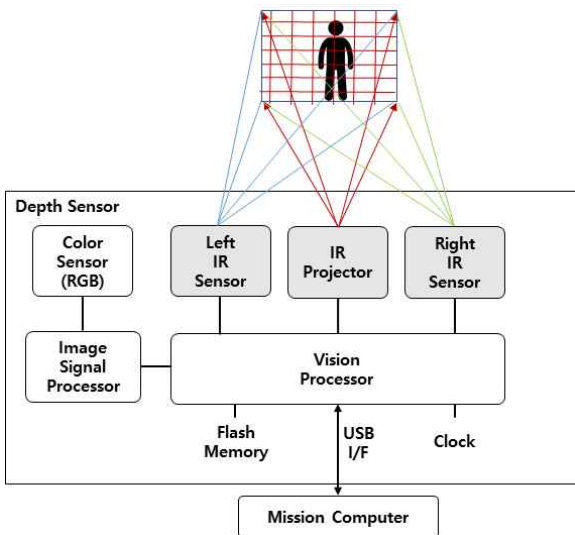 Depth Sensor
Color
Sensor
(RGB)
Left
IR
Sensor
IR
Projector
Right
IR
Sensor
Image
Signal
Processor
Vision
Processor
Flash
Memory
USB
I/F
Clock
Mission Computer